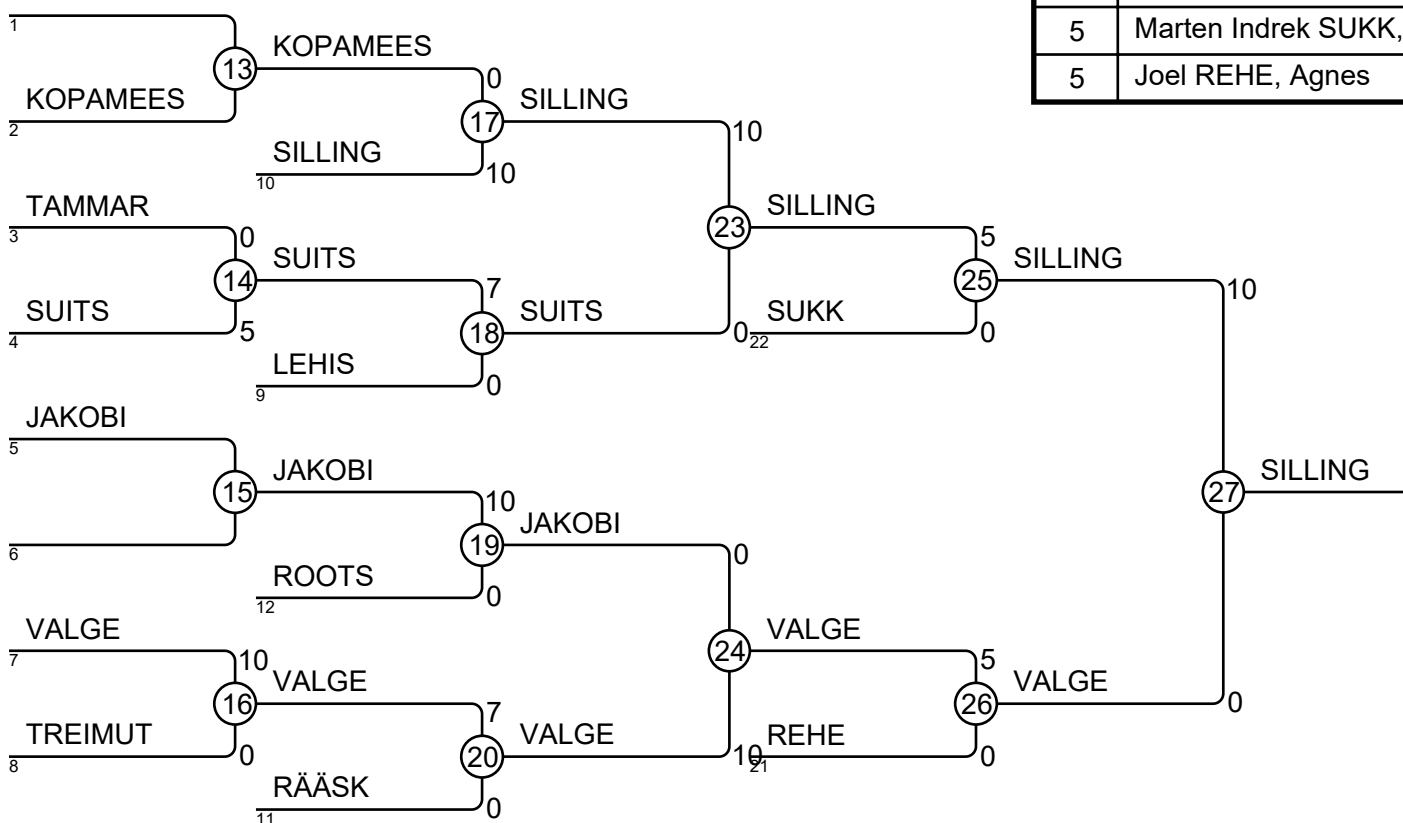 1
13
KOPAMEES
0
KOPAMEES
2
17
SILLING
10
SILLING
10
10
TAMMAR
3
0
14
SUITS
7
SUITS
4
5
18
SUITS
0
LEHIS
9
0
23
SILLING
5
SUKK
22
0
25
SILLING
10
JAKOBI
5
15
JAKOBI
10
6
19
JAKOBI
0
ROOTS
12
0
VALGE
7
10
16
VALGE
7
TREIMUT
8
0
20
VALGE
10
RÄÄSK
11
0
24
VALGE
5
REHE
21
0
26
VALGE
0
27
SILLING
5 Marten Indrek SUKK,
5 Joel REHE, Agnes